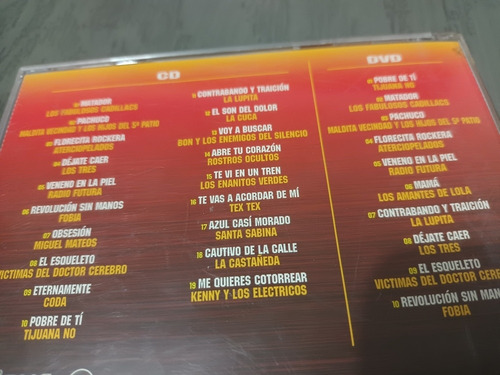 CD
01 MATADOR
LOS FABULOSOS CADILLACS
02 PACHUCO
MALDITA VECINDAD Y LOS HIJOS DEL 5º PATIO
03 FLORECITA ROCKERA
ATERCIOPELADOS
04 DÉJATE CAER
LOS TRES
05 VENENO EN LA PIEL
RADIO FUTURA
06 REVOLUCIÓN SIN MANOS
FOBIA
07 OBSESIÓN
MIGUEL MATEOS
08 EL ESQUELETO
VICTIMAS DEL DOCTOR CEREBRO
09 ETERNAMENTE
CODA
10 POBRE DE TÍ
TIJUANA NO
11 CONTRABANDO Y TRAICIÓN
LA LUPITA
12 EL SON DEL DOLOR
LA CUCA
13 VOY A BUSCAR
BON Y LOS ENEMIGOS DEL SILENCIO
14 ABRE TU CORAZÓN
ROSTROS OCULTOS
15 TE VI EN UN TREN
LOS ENANITOS VERDES
16 TE VAS A ACORDAR DE MÍ
TEX TEX
17 AZUL CASÍ MORADO
SANTA SABINA
18 CAUTIVO DE LA CALLE
LA CASTAÑEDA
19 ME QUIERES COTORREAR
KENNY Y LOS ELECTRICOS
DVD
01 POBRE DE TÍ
TIJUANA NO
02 MATADOR
LOS FABULOSOS CADILLACS
03 PACHUCO
MALDITA VECINDAD Y LOS HIJOS DEL 5º PATIO
04 FLORECITA ROCKERA
ATERCIOPELADOS
05 VENENO EN LA PIEL
RADIO FUTURA
06 MAMÁ
LOS AMANTES DE LOLA
07 CONTRABANDO Y TRAICIÓN
LA LUPITA
08 DÉJATE CAER
LOS TRES
09 EL ESQUELETO
VICTIMAS DEL DOCTOR CEREBRO
10 REVOLUCIÓN SIN MANOS
FOBIA